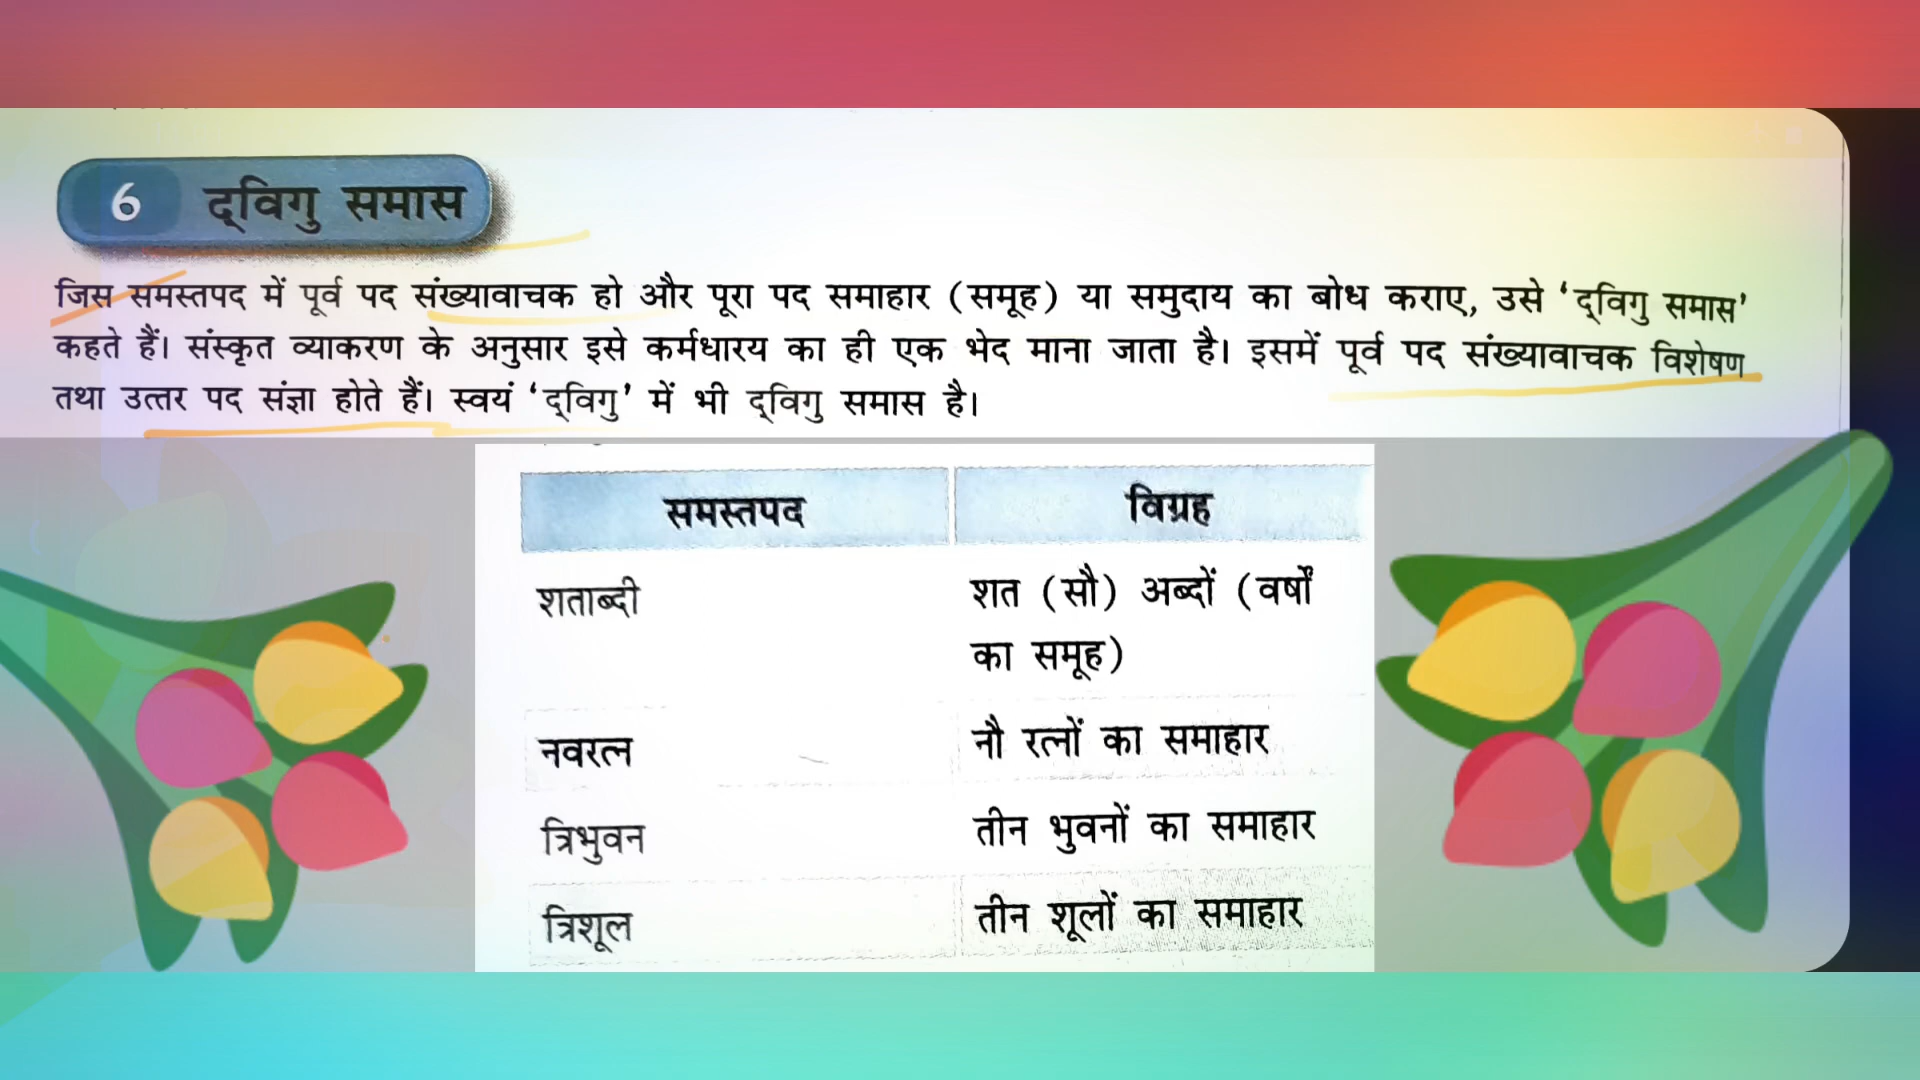 6 द्विगु समास
जिस समस्तपद में पूर्व पद संख्यावाचक हो और पूरा पद समाहार (समूह) या समुदाय का बोध कराए, उसे ‘द्विगु समास’
कहते हैं। संस्कृत व्याकरण के अनुसार इसे कर्मधारय का ही एक भेद माना जाता है। इसमें पूर्व पद संख्यावाचक विशेषण
तथा उत्तर पद संज्ञा होते हैं। स्वयं ‘द्विगु’ में भी द्विगु समास है।
समस्तपद विग्रह
शताब्दी शत (सौ) अब्दों (वर्षों
का समूह)
नवरत्न नौ रत्नों का समाहार
त्रिभुवन तीन भुवनों का समाहार
त्रिशूल तीन शूलों का समाहार